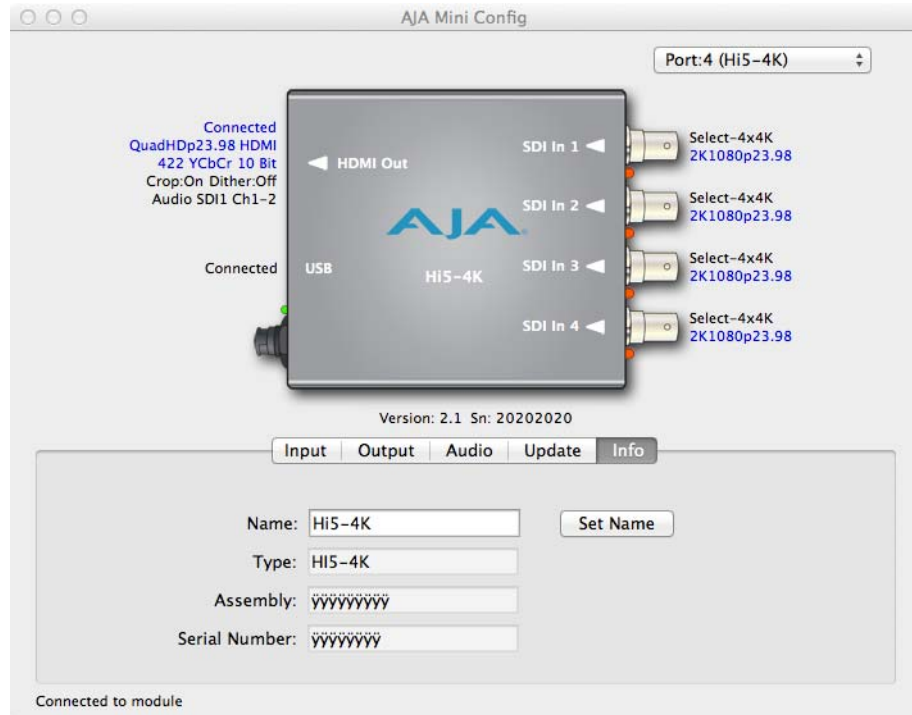 AJA Mini Config
Port:4 (Hi5-4K)
Connected
QuadHDp23.98 HDMI
422 YCbCr 10 Bit
Crop:On Dither:Off
Audio SDI1 Ch1-2
Connected
HDMI Out
USB
AJA
Hi5-4K
SDI In 1
SDI In 2
SDI In 3
SDI In 4
Select-4x4K
2K1080p23.98
Select-4x4K
2K1080p23.98
Select-4x4K
2K1080p23.98
Select-4x4K
2K1080p23.98
Version: 2.1 Sn: 20202020
Input Output Audio Update Info
Name: Hi5-4K Set Name
Type: HI5-4K
Assembly: ÿÿÿÿÿÿÿÿÿ
Serial Number: ÿÿÿÿÿÿÿÿ
Connected to module